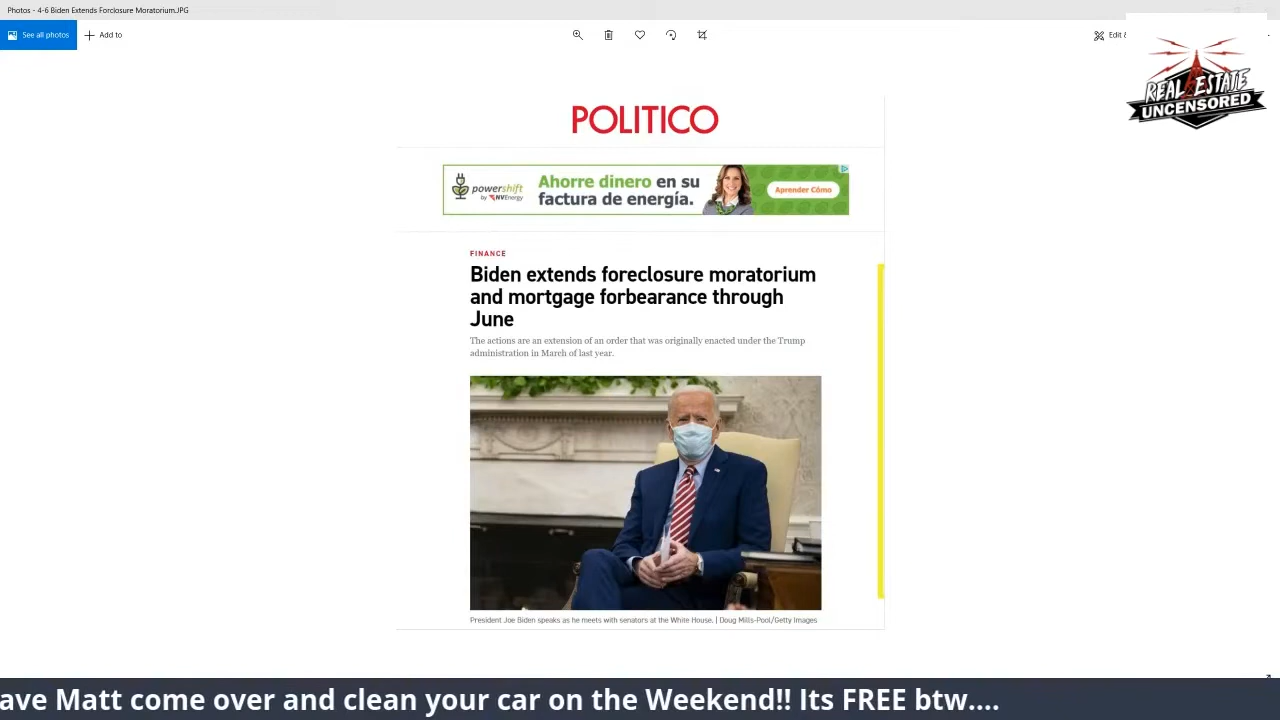 Photos - 4-6 Biden Extends Forclosure Moratorium.JPG
See all photos
Add to
Edit &
REAL ESTATE
UNCENSORED
POLITICO
powershift
by NVEnergy
Ahorre dinero en su
factura de energía.
Aprender Cómo
FINANCE
Biden extends foreclosure moratorium
and mortgage forbearance through
June
The actions are an extension of an order that was originally enacted under the Trump
administration in March of last year.
President Joe Biden speaks as he meets with senators at the White House. | Doug Mills-Pool/Getty Images
ave Matt come over and clean your car on the Weekend!! Its FREE btw....